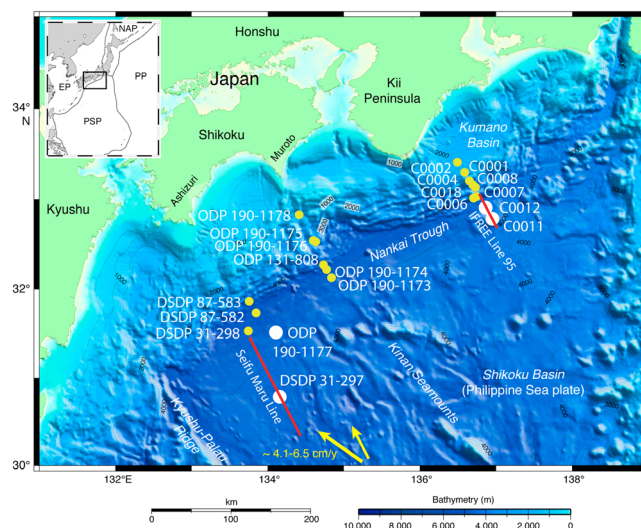 NAP
EP
PP
PSP
Honshu
Japan
Kii
Peninsula
Shikoku
Muroto
Ashizuri
Kyushu
Kumano
Basin
C0002
C0001
C0004
C0008
C0018
C0007
C0006
C0012
C0011
IFREE Line 95
ODP 190-1178
ODP 190-1175
ODP 190-1176
ODP 131-808
ODP 190-1174
ODP 190-1173
Nankai Trough
DSDP 87-583
DSDP 87-582
DSDP 31-298
ODP
190-1177
DSDP 31-297
Seifu Maru Line
Kinan Seamounts
Shikoku Basin
(Philippine Sea plate)
Kyushu-Palau
Ridge
~ 4.1-6.5 cm/y
34°
N
32°
30°
132°E
134°
136°
138°
km
0
100
200
Bathymetry (m)
10 000
8 000
6 000
4 000
2 000
0